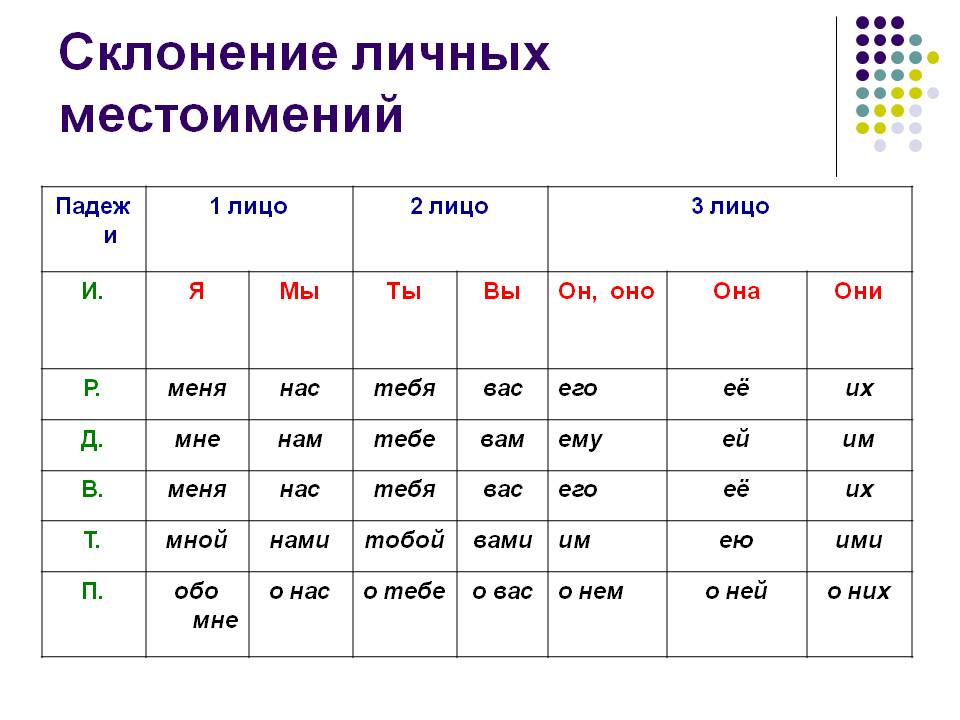 Склонение личных
местоимений
Падеж
и
1 лицо
2 лицо
3 лицо
И.
Я
Мы
Ты
Вы
Он, оно
Она
Они
Р.
меня
нас
тебя
вас
его
её
их
Д.
мне
нам
тебе
вам
ему
ей
им
В.
меня
нас
тебя
вас
его
её
их
Т.
мной
нами
тобой
вами
им
ею
ими
П.
обо
мне
о нас
о тебе
о вас
о нем
о ней
о них